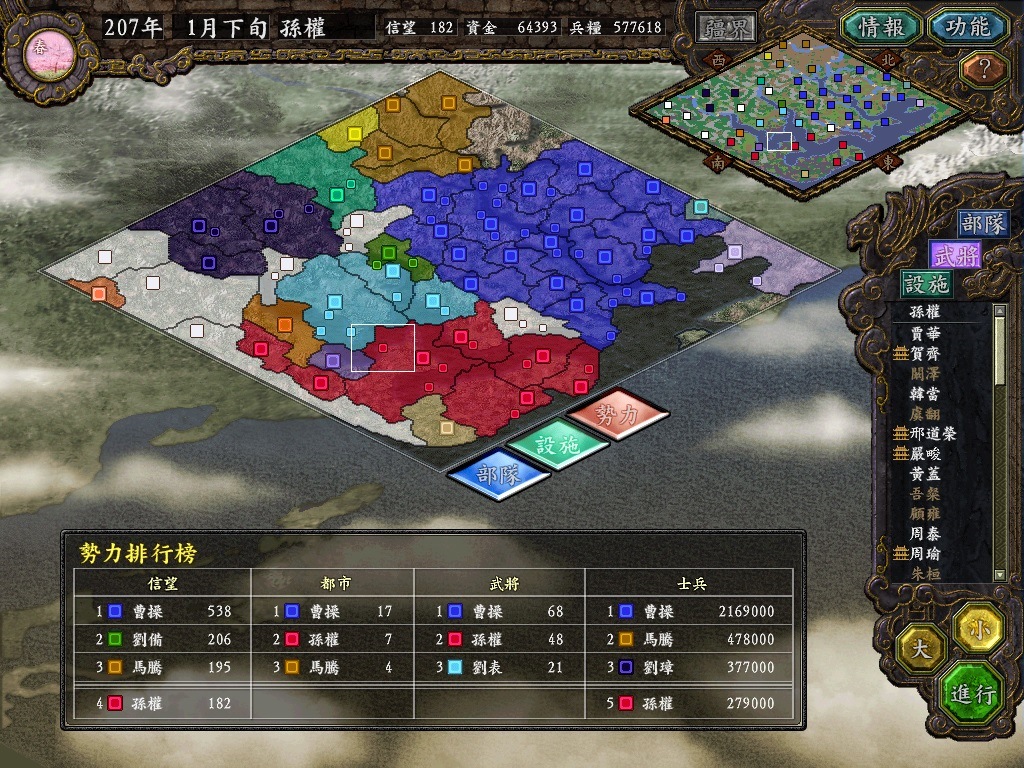 207年 1月下旬 孫權 信望 182 資金 64393 兵糧 577618 疆界 情報 功能
春
?
西 北
南 東
部隊
武將
設施
孫權
賈華
賀齊
闞澤
韓當
虞翻
邢道榮
嚴畯
黃蓋
吾粲
顧雍
周泰
周瑜
朱桓
勢力
設施
部隊
大 小
進行
勢力排行榜
信望 都市 武將 士兵
1 曹操 538 1 曹操 17 1 曹操 68 1 曹操 2169000
2 劉備 206 2 孫權 7 2 孫權 48 2 馬騰 478000
3 馬騰 195 3 馬騰 4 3 劉表 21 3 劉璋 377000
4 孫權 182 5 孫權 279000